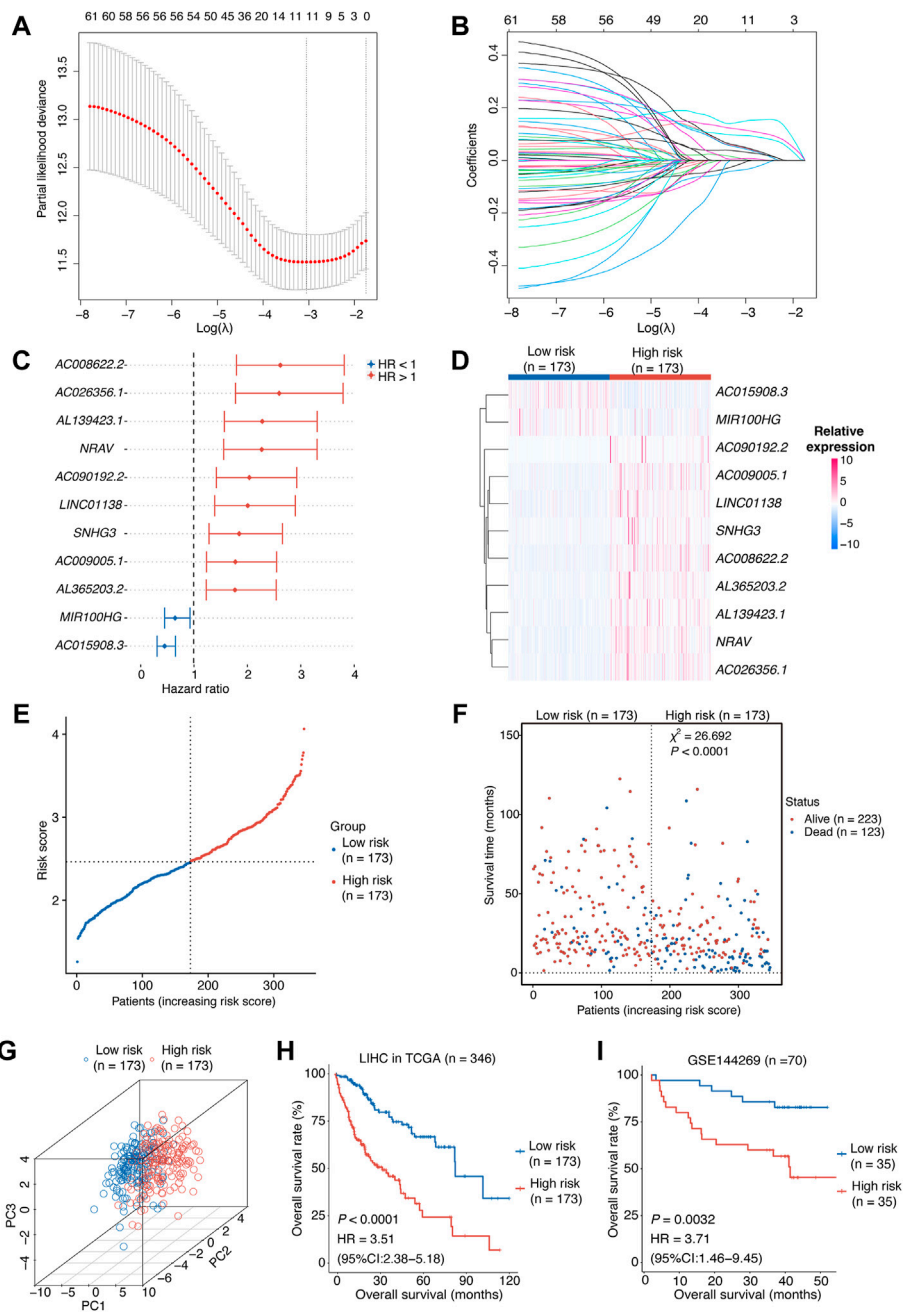 A
61 60 58 56 56 56 56 54 50 45 36 20 14 11 11 9 5 3 0
13.5
13.0
12.5
12.0
11.5
Partial likelihood deviance
−8 −7 −6 −5 −4 −3 −2
Log(λ)
B
61 58 56 49 20 11 3
0.4
0.2
0.0
−0.2
−0.4
Coefficients
−8 −7 −6 −5 −4 −3 −2
Log(λ)
C
AC008622.2
AC026356.1
AL139423.1
NRAV
AC090192.2
LINC01138
SNHG3
AC009005.1
AL365203.2
MIR100HG
AC015908.3
HR < 1
HR > 1
0 1 2 3 4
Hazard ratio
D
Low risk
(n = 173)
High risk
(n = 173)
AC015908.3
MIR100HG
AC090192.2
AC009005.1
LINC01138
SNHG3
AC008622.2
AL365203.2
AL139423.1
NRAV
AC026356.1
Relative
expression
10
5
0
−5
−10
E
4
3
2
Risk score
0 100 200 300
Patients (increasing risk score)
Group
Low risk
(n = 173)
High risk
(n = 173)
F
Low risk (n = 173) High risk (n = 173)
χ² = 26.692
P < 0.0001
150
100
50
0
Survival time (months)
0 100 200 300
Patients (increasing risk score)
Status
Alive (n = 223)
Dead (n = 123)
G
Low risk
(n = 173)
High risk
(n = 173)
4
2
0
−2
−4
−6
PC3
−10 −5 0 5 10
PC1
−6 −4 −2 0 2 4
PC2
H
LIHC in TCGA (n = 346)
100
75
50
25
0
Overall survival rate (%)
P < 0.0001
HR = 3.51
(95%CI:2.38−5.18)
0 30 60 90 120
Overall survival (months)
Low risk
(n = 173)
High risk
(n = 173)
I
GSE144269 (n =70)
100
75
50
25
0
Overall survival rate (%)
P = 0.0032
HR = 3.71
(95%CI:1.46−9.45)
0 10 20 30 40 50
Overall survival (months)
Low risk
(n = 35)
High risk
(n = 35)